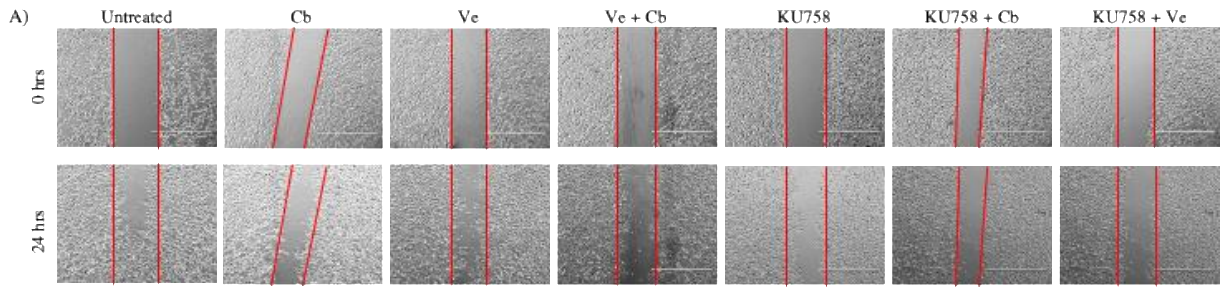 A)
Untreated
Cb
Ve
Ve + Cb
KU758
KU758 + Cb
KU758 + Ve
0 hrs
24 hrs